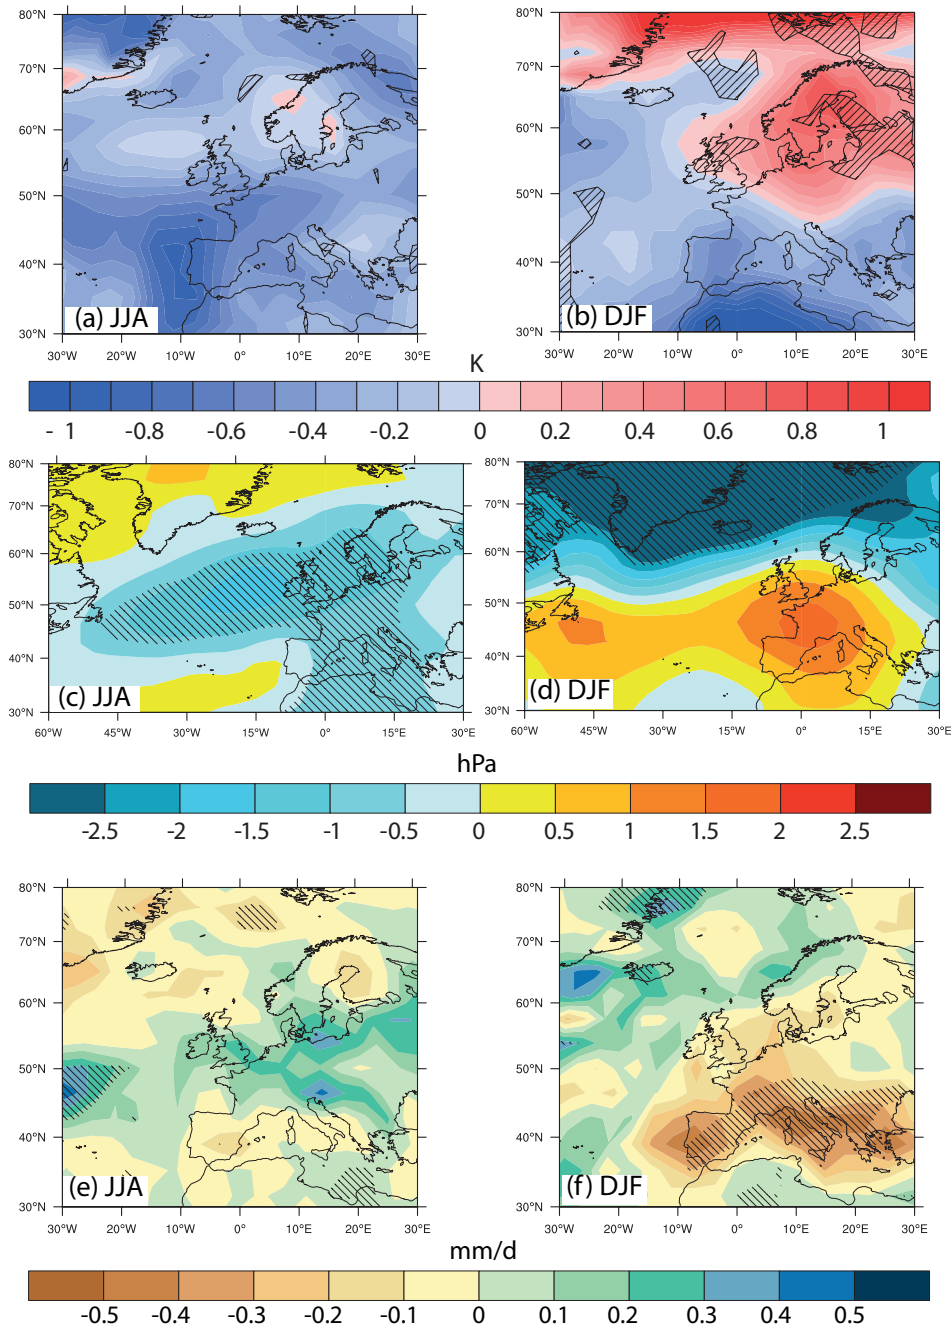 80°N 80°N
70°N 70°N
60°N 60°N
50°N 50°N
40°N 40°N
30°N (a) JJA 30°N (b) DJF
30°W 20°W 10°W 0° 10°E 20°E 30°E 30°W 20°W 10°W 0° 10°E 20°E 30°E
K
- 1 -0.8 -0.6 -0.4 -0.2 0 0.2 0.4 0.6 0.8 1
80°N 80°N
70°N 70°N
60°N 60°N
50°N 50°N
40°N 40°N
30°N (c) JJA 30°N (d) DJF
60°W 45°W 30°W 15°W 0° 15°E 30°E 60°W 45°W 30°W 15°W 0° 15°E 30°E
hPa
-2.5 -2 -1.5 -1 -0.5 0 0.5 1 1.5 2 2.5
80°N 80°N
70°N 70°N
60°N 60°N
50°N 50°N
40°N 40°N
30°N (e) JJA 30°N (f) DJF
30°W 20°W 10°W 0° 10°E 20°E 30°E 30°W 20°W 10°W 0° 10°E 20°E 30°E
mm/d
-0.5 -0.4 -0.3 -0.2 -0.1 0 0.1 0.2 0.3 0.4 0.5